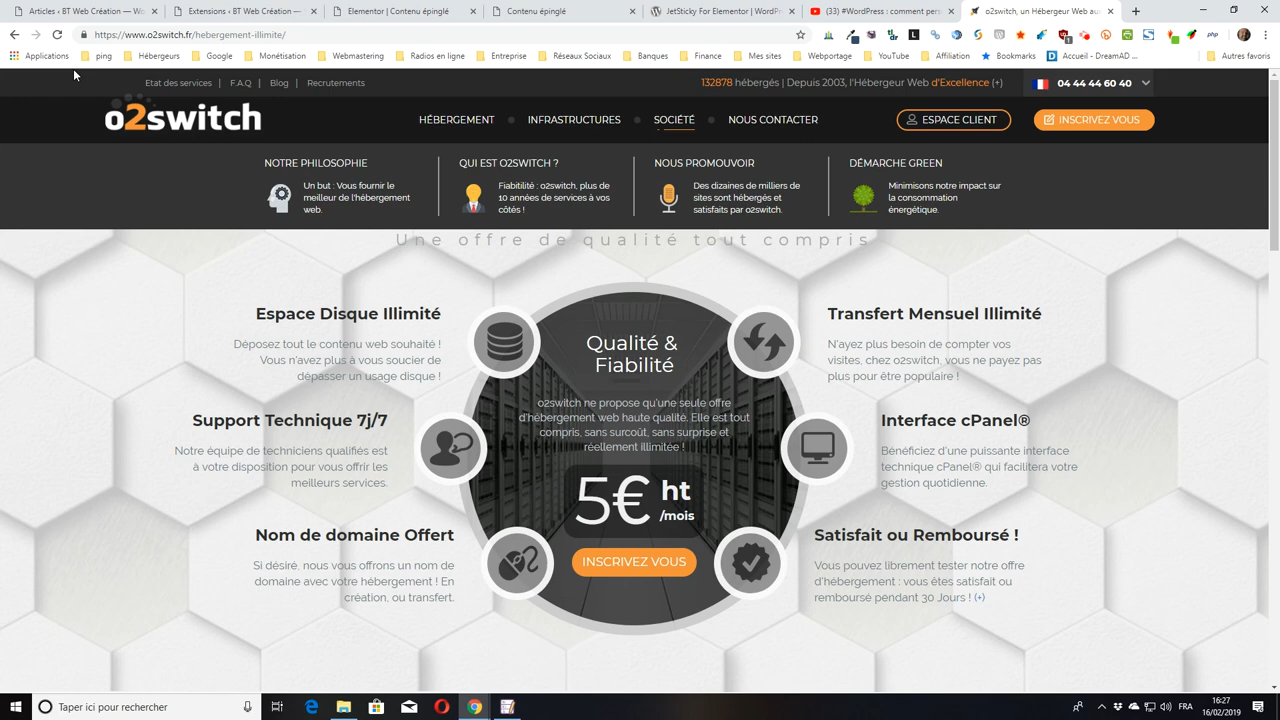 Articles ‹ BT Web Création — Wo
Extensions ‹ BT Web Création —
Elementor | Contenu épinglé
Contenu épinglé
JetSticky For Elementor | WordPr
(33) #WordPress : comment pers
o2switch, un Hébergeur Web au
https://www.o2switch.fr/hebergement-illimite/
Applications
ping
Hébergeurs
Google
Monétisation
Webmastering
Radios en ligne
Entreprise
Réseaux Sociaux
Banques
Finance
Mes sites
Webportage
YouTube
Affiliation
Bookmarks
Accueil - DreamAD ...
Autres favoris
Etat des services | F.A.Q | Blog | Recrutements
132878 hébergés | Depuis 2003, l'Hébergeur Web d'Excellence (+)
04 44 44 60 40
o2switch
HÉBERGEMENT
INFRASTRUCTURES
SOCIÉTÉ
NOUS CONTACTER
ESPACE CLIENT
INSCRIVEZ VOUS
NOTRE PHILOSOPHIE
Un but : Vous fournir le
meilleur de l'hébergement
web.
QUI EST O2SWITCH ?
Fiabilitié : o2switch, plus de
10 années de services à vos
côtés !
NOUS PROMOUVOIR
Des dizaines de milliers de
sites sont hébergés et
satisfaits par o2switch.
DÉMARCHE GREEN
Minimisons notre impact sur
la consommation
énergétique.
Une offre de qualité tout compris
Espace Disque Illimité
Déposez tout le contenu web souhaité !
Vous n'avez plus à vous soucier de
dépasser un usage disque !
Support Technique 7j/7
Notre équipe de techniciens qualifiés est
à votre disposition pour vous offrir les
meilleurs services.
Nom de domaine Offert
Si désiré, nous vous offrons un nom de
domaine avec votre hébergement ! En
création, ou transfert.
Qualité &
Fiabilité
o2switch ne propose qu'une seule offre
d'hébergement web haute qualité. Elle est tout
compris, sans surcoût, sans surprise et
réellement illimitée !
5€ ht
/mois
INSCRIVEZ VOUS
Transfert Mensuel Illimité
N'ayez plus besoin de compter vos
visites, chez o2switch, vous ne payez pas
plus pour être populaire !
Interface cPanel®
Bénéficiez d'une puissante interface
technique cPanel® qui facilitera votre
gestion quotidienne.
Satisfait ou Remboursé !
Vous pouvez librement tester notre offre
d'hébergement : vous êtes satisfait ou
remboursé pendant 30 Jours ! (+)
Taper ici pour rechercher
FRA
16:27
16/02/2019